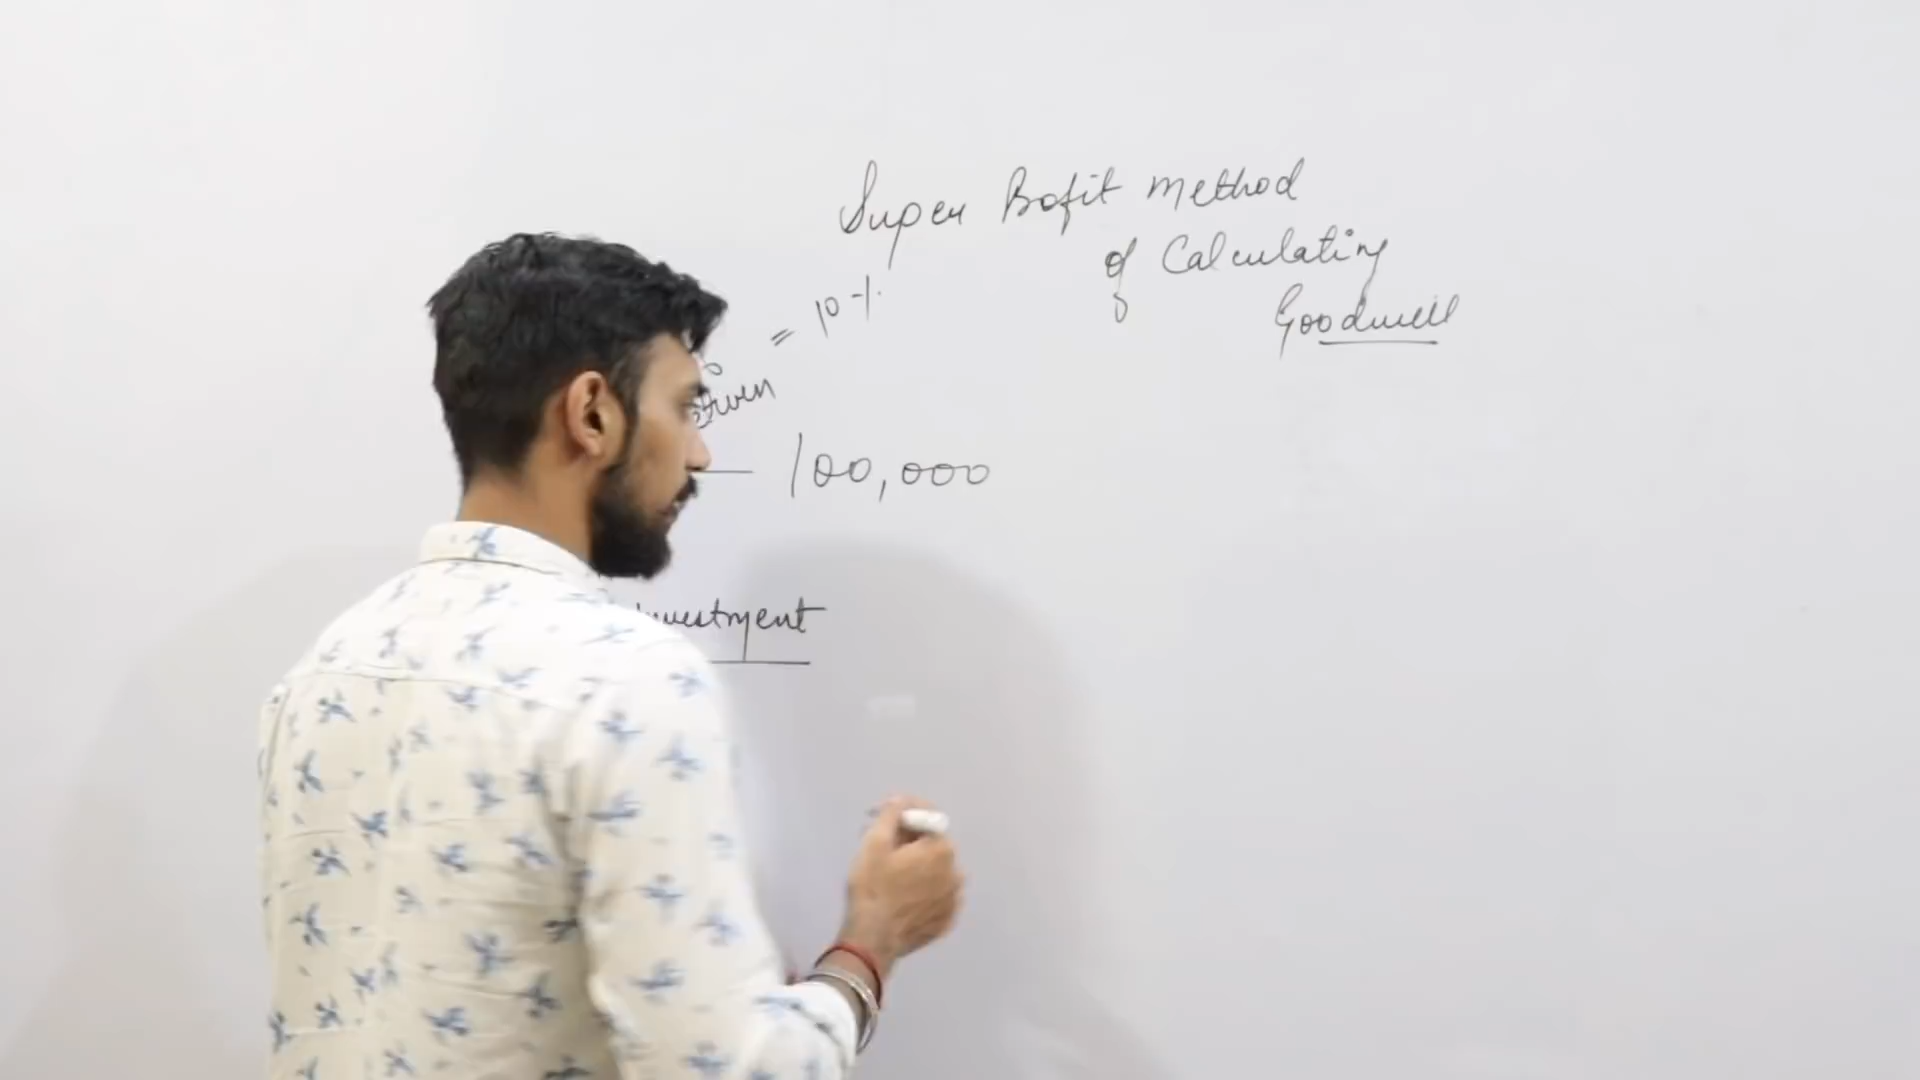 Super Profit Method
of Calculating
Goodwill
= 10 %
100,000
investment